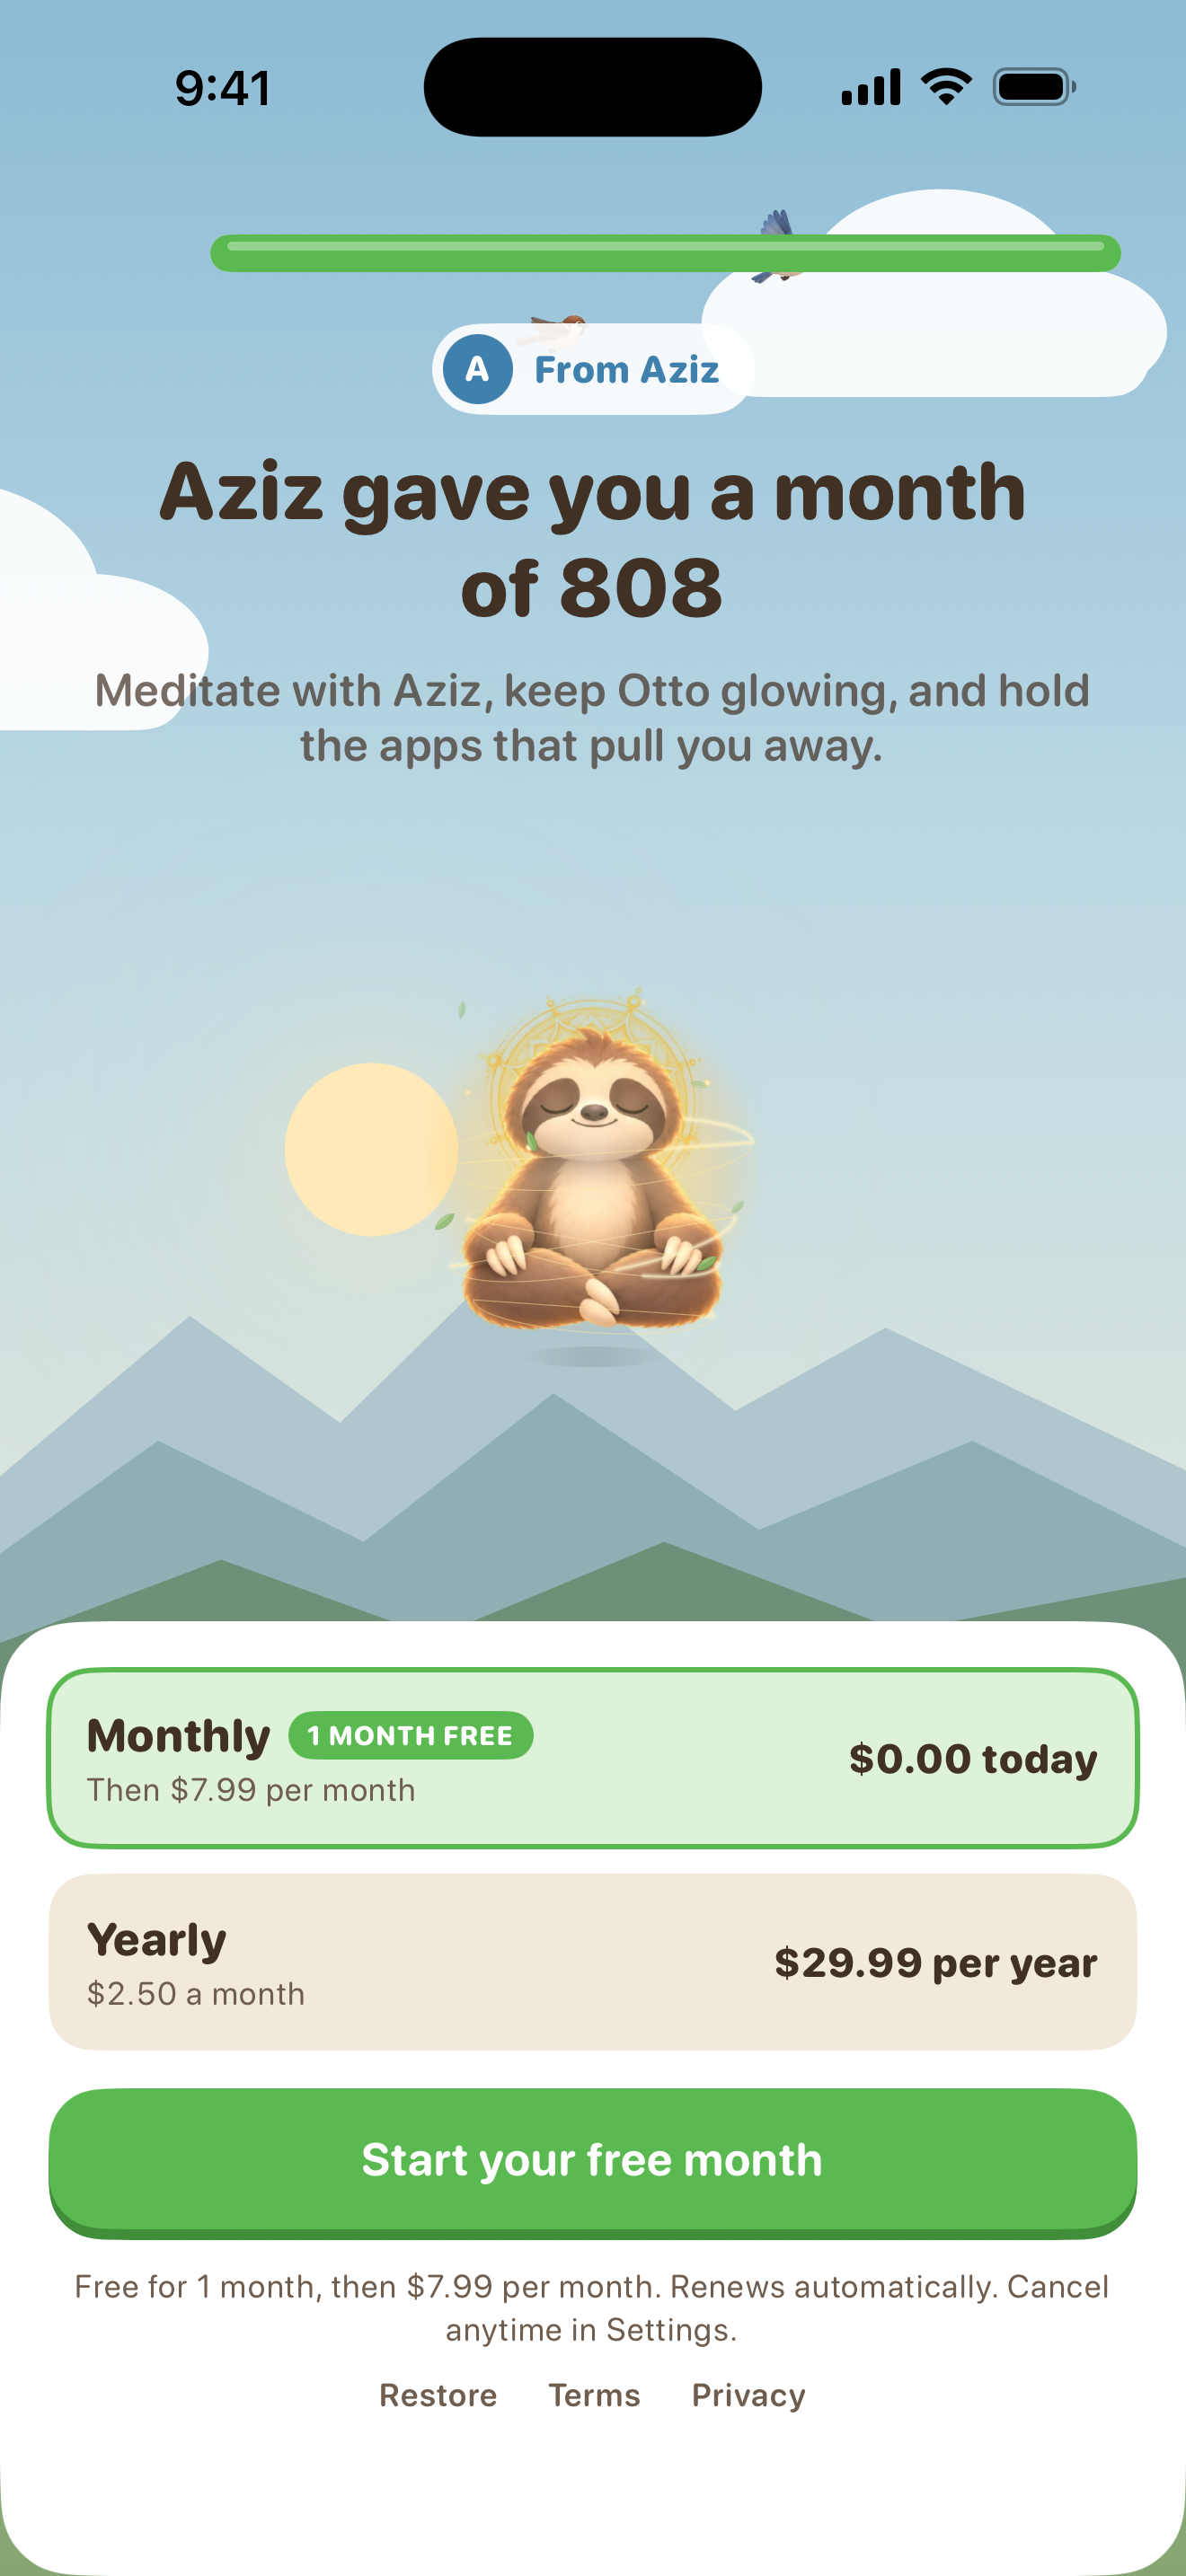 9:41
A From Aziz
Aziz gave you a month
of 808
Meditate with Aziz, keep Otto glowing, and hold
the apps that pull you away.
Monthly 1 MONTH FREE
Then $7.99 per month
$0.00 today
Yearly
$2.50 a month
$29.99 per year
Start your free month
Free for 1 month, then $7.99 per month. Renews automatically. Cancel
anytime in Settings.
Restore Terms Privacy